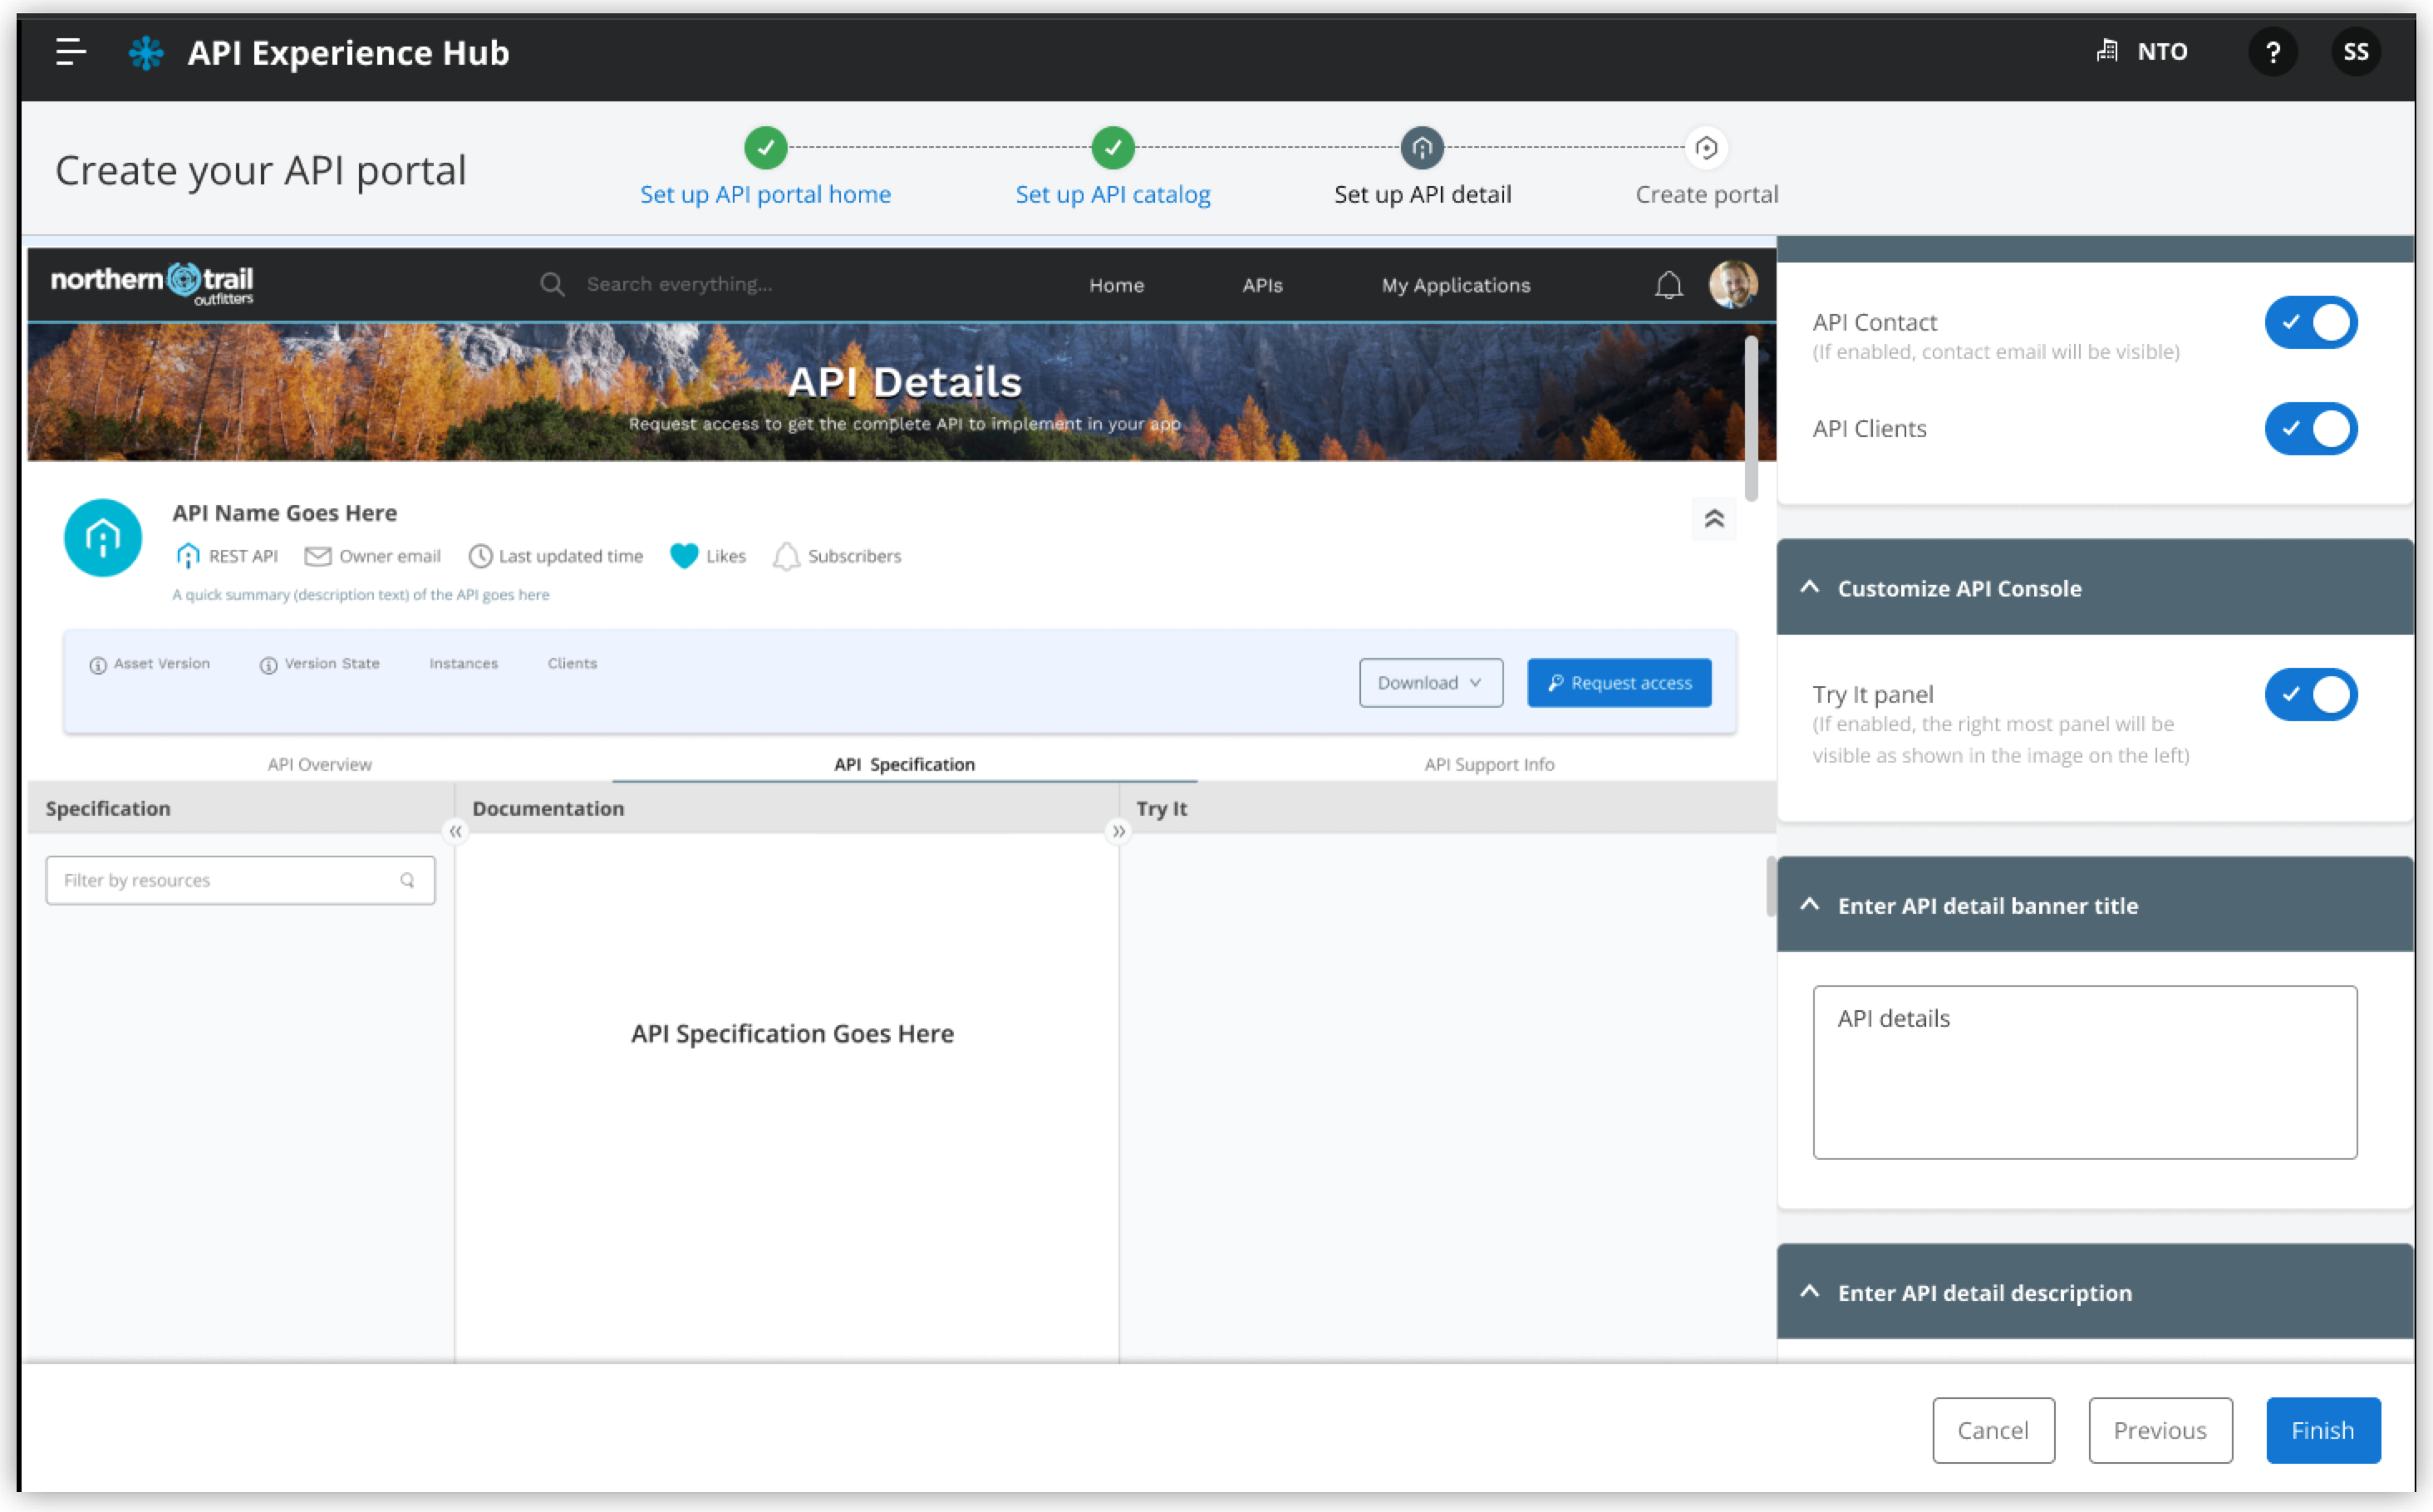 API Experience Hub
NTO
?
SS
Create your API portal
Set up API portal home
Set up API catalog
Set up API detail
Create portal
northern trail
outfitters
Search everything...
Home
APIs
My Applications
API Details
Request access to get the complete API to implement in your app
API Name Goes Here
REST API
Owner email
Last updated time
Likes
Subscribers
A quick summary (description text) of the API goes here
Asset Version
Version State
Instances
Clients
Download
Request access
API Overview
API Specification
API Support Info
Specification
Documentation
Try It
Filter by resources
API Specification Goes Here
API Contact
(If enabled, contact email will be visible)
API Clients
Customize API Console
Try It panel
(If enabled, the right most panel will be
visible as shown in the image on the left)
Enter API detail banner title
API details
Enter API detail description
Cancel
Previous
Finish